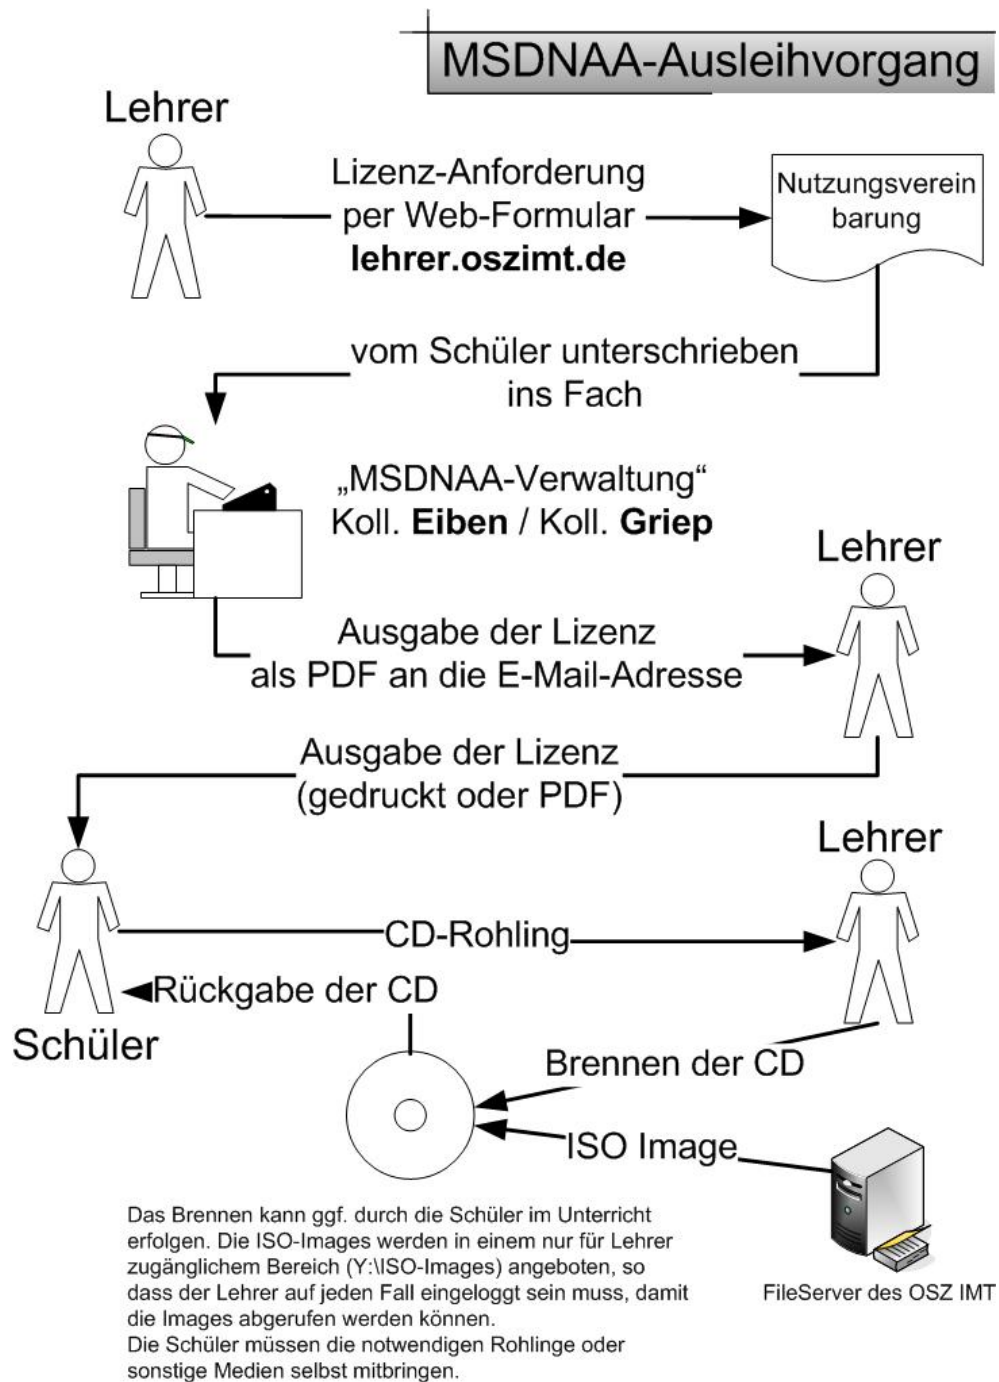 MSDNAA-Ausleihvorgang
Lehrer
Lizenz-Anforderung
per Web-Formular
lehrer.oszimt.de
Nutzungsverein
barung
vom Schüler unterschrieben
ins Fach
„MSDNAA-Verwaltung“
Koll. Eiben / Koll. Griep
Lehrer
Ausgabe der Lizenz
als PDF an die E-Mail-Adresse
Ausgabe der Lizenz
(gedruckt oder PDF)
Lehrer
CD-Rohling
Rückgabe der CD
Schüler
Brennen der CD
ISO Image
Das Brennen kann ggf. durch die Schüler im Unterricht
erfolgen. Die ISO-Images werden in einem nur für Lehrer
zugänglichem Bereich (Y:\ISO-Images) angeboten, so
dass der Lehrer auf jeden Fall eingeloggt sein muss, damit
die Images abgerufen werden können.
Die Schüler müssen die notwendigen Rohlinge oder
sonstige Medien selbst mitbringen.
FileServer des OSZ IMT